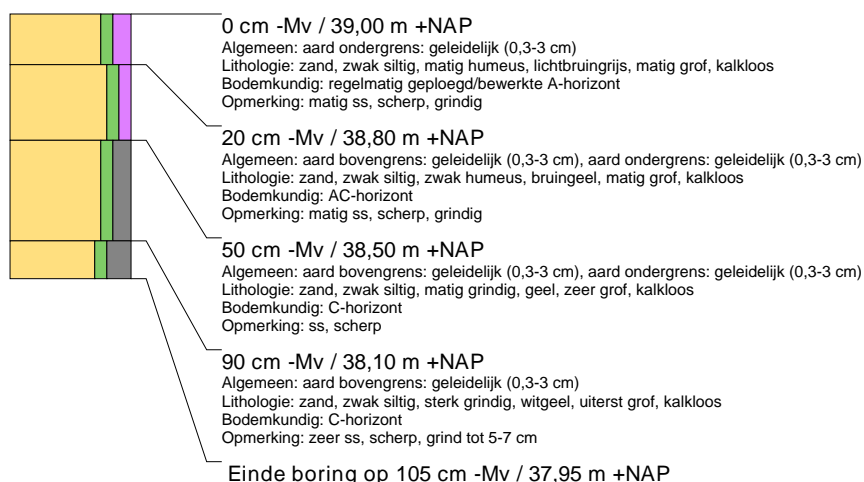 0 cm -Mv / 39,00 m +NAP
Algemeen: aard ondergrens: geleidelijk (0,3-3 cm)
Lithologie: zand, zwak siltig, matig humeus, lichtbruingrijs, matig grof, kalkloos
Bodemkundig: regelmatig geploegd/bewerkte A-horizont
Opmerking: matig ss, scherp, grindig
20 cm -Mv / 38,80 m +NAP
Algemeen: aard bovengrens: geleidelijk (0,3-3 cm), aard ondergrens: geleidelijk (0,3-3 cm)
Lithologie: zand, zwak siltig, zwak humeus, bruingeel, matig grof, kalkloos
Bodemkundig: AC-horizont
Opmerking: matig ss, scherp, grindig
50 cm -Mv / 38,50 m +NAP
Algemeen: aard bovengrens: geleidelijk (0,3-3 cm), aard ondergrens: geleidelijk (0,3-3 cm)
Lithologie: zand, zwak siltig, matig grindig, geel, zeer grof, kalkloos
Bodemkundig: C-horizont
Opmerking: ss, scherp
90 cm -Mv / 38,10 m +NAP
Algemeen: aard bovengrens: geleidelijk (0,3-3 cm)
Lithologie: zand, zwak siltig, sterk grindig, witgeel, uiterst grof, kalkloos
Bodemkundig: C-horizont
Opmerking: zeer ss, scherp, grind tot 5-7 cm
Einde boring op 105 cm -Mv / 37,95 m +NAP